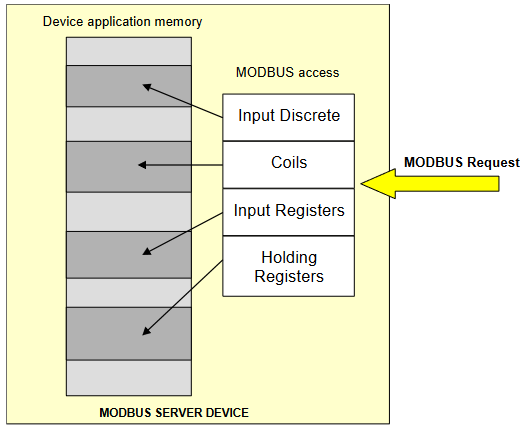 Device application memory
MODBUS access
Input Discrete
Coils
MODBUS Request
Input Registers
Holding
Registers
MODBUS SERVER DEVICE